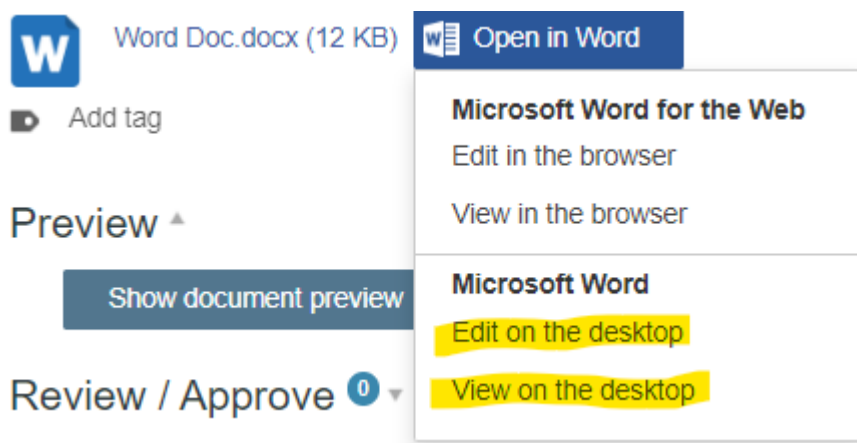 W Word Doc.docx (12 KB) W Open in Word
Add tag
Microsoft Word for the Web
Edit in the browser
View in the browser
Preview
Show document preview
Microsoft Word
Edit on the desktop
View on the desktop
Review / Approve 0